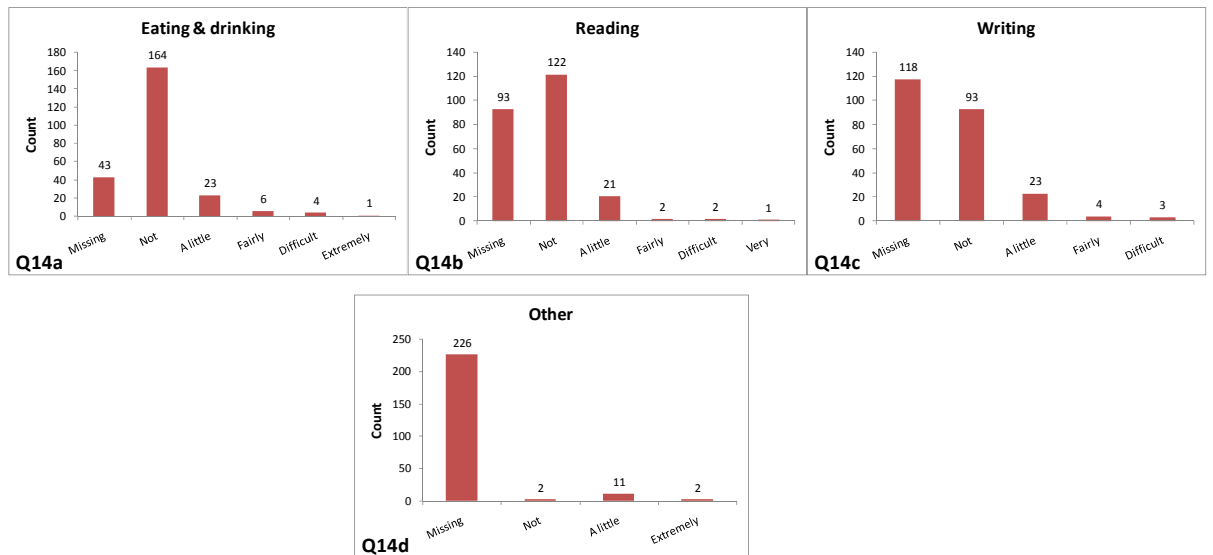 Eating & drinking
Count
180
160
140
120
100
80
60
40
20
0
43
164
23
6
4
1
Missing
Not
A little
Fairly
Difficult
Extremely
Q14a
Reading
Count
140
120
100
80
60
40
20
0
93
122
21
2
2
1
Missing
Not
A little
Fairly
Difficult
Very
Q14b
Writing
Count
140
120
100
80
60
40
20
0
118
93
23
4
3
Missing
Not
A little
Fairly
Difficult
Q14c
Other
Count
250
200
150
100
50
0
226
2
11
2
Missing
Not
A little
Extremely
Q14d